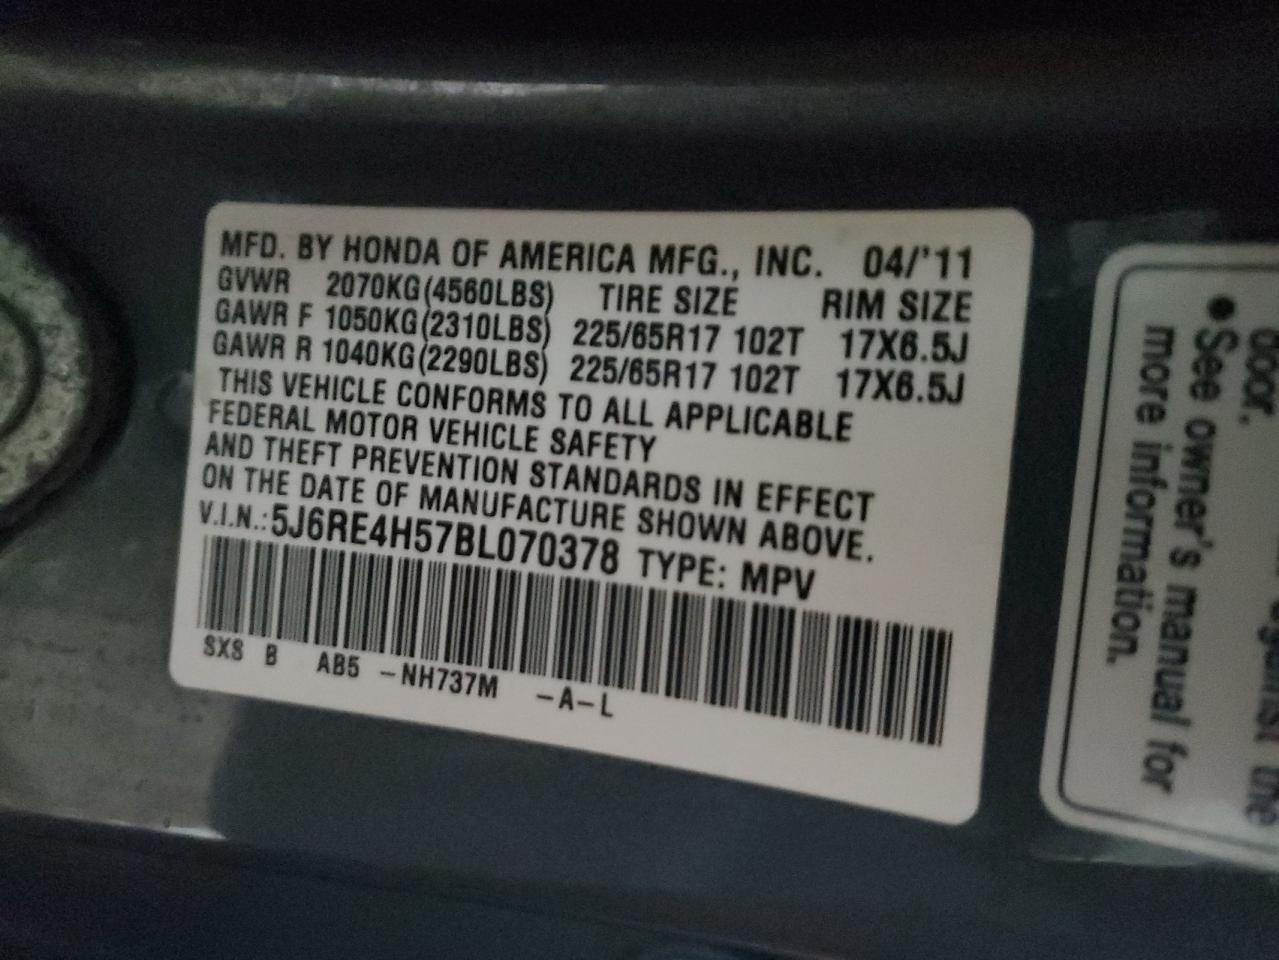 MFD. BY HONDA OF AMERICA MFG., INC. 04/'11
GVWR 2070KG(4560LBS) TIRE SIZE RIM SIZE
GAWR F 1050KG(2310LBS) 225/65R17 102T 17X6.5J
GAWR R 1040KG(2290LBS) 225/65R17 102T 17X6.5J
THIS VEHICLE CONFORMS TO ALL APPLICABLE
FEDERAL MOTOR VEHICLE SAFETY
AND THEFT PREVENTION STANDARDS IN EFFECT
ON THE DATE OF MANUFACTURE SHOWN ABOVE.
V.I.N.:5J6RE4H57BL070378 TYPE: MPV
SXS B AB5 -NH737M -A-L
against the
door.
●See owner's manual for
more information.